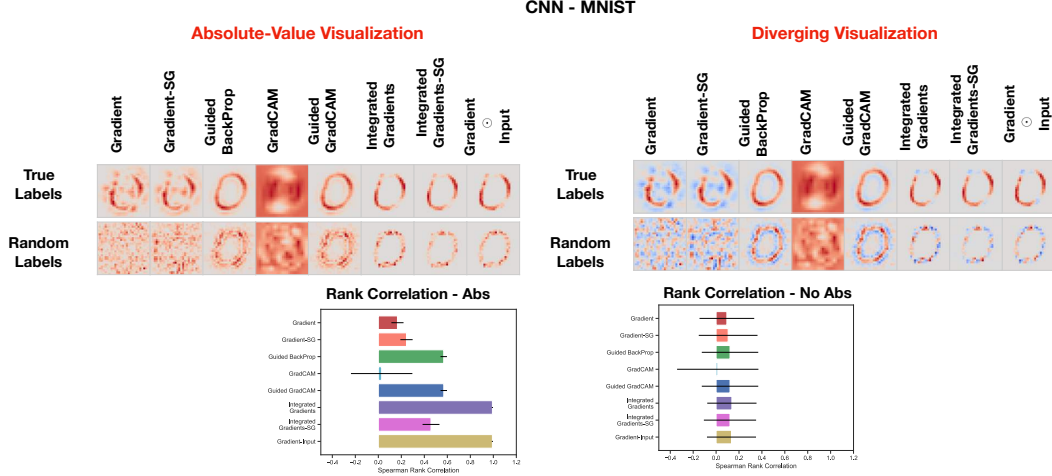 CNN - MNIST
Absolute-Value Visualization
Gradient
Gradient-SG
Guided
BackProp
GradCAM
Guided
GradCAM
Integrated
Gradients
Integrated
Gradients-SG
Gradient
⊙
Input
True
Labels
Random
Labels
Rank Correlation - Abs
Gradient
Gradient-SG
Guided BackProp
GradCAM
Guided GradCAM
Integrated
Gradients
Integrated
Gradients-SG
Gradient-Input
−0.4 −0.2 0.0 0.2 0.4 0.6 0.8 1.0 1.2
Spearman Rank Correlation
Diverging Visualization
Gradient
Gradient-SG
Guided
BackProp
GradCAM
Guided
GradCAM
Integrated
Gradients
Integrated
Gradients-SG
Gradient
⊙
Input
True
Labels
Random
Labels
Rank Correlation - No Abs
Gradient
Gradient-SG
Guided BackProp
GradCAM
Guided GradCAM
Integrated
Gradients
Integrated
Gradients-SG
Gradient-Input
−0.4 −0.2 0.0 0.2 0.4 0.6 0.8 1.0 1.2
Spearman Rank Correlation